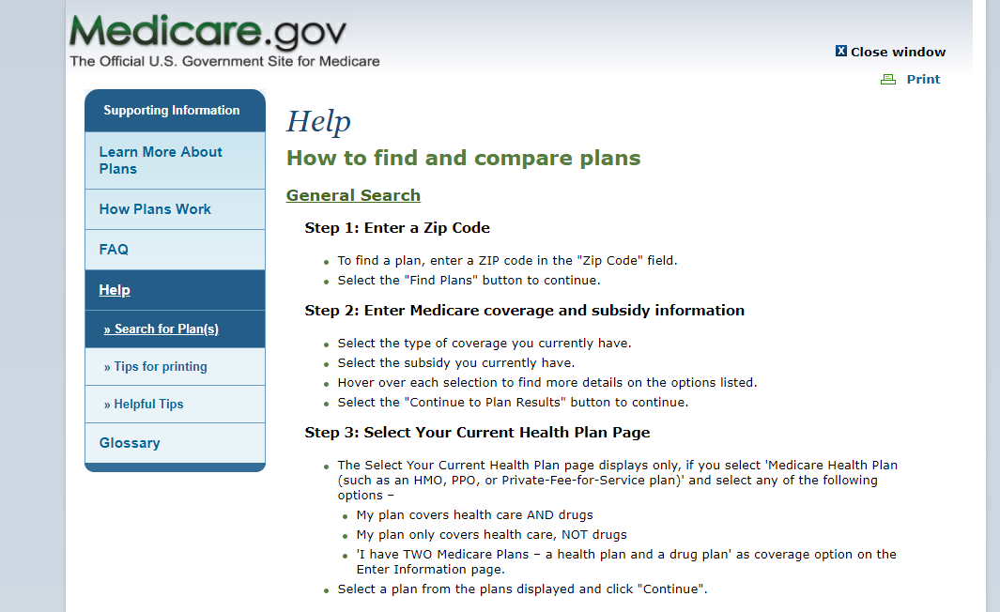 Medicare.gov
The Official U.S. Government Site for Medicare
X Close window
Print
Supporting Information
Learn More About
Plans
How Plans Work
FAQ
Help
» Search for Plan(s)
» Tips for printing
» Helpful Tips
Glossary
Help
How to find and compare plans
General Search
Step 1: Enter a Zip Code
• To find a plan, enter a ZIP code in the "Zip Code" field.
• Select the "Find Plans" button to continue.
Step 2: Enter Medicare coverage and subsidy information
• Select the type of coverage you currently have.
• Select the subsidy you currently have.
• Hover over each selection to find more details on the options listed.
• Select the "Continue to Plan Results" button to continue.
Step 3: Select Your Current Health Plan Page
• The Select Your Current Health Plan page displays only, if you select 'Medicare Health Plan
(such as an HMO, PPO, or Private-Fee-for-Service plan)' and select any of the following
options –
• My plan covers health care AND drugs
• My plan only covers health care, NOT drugs
• 'I have TWO Medicare Plans – a health plan and a drug plan' as coverage option on the
Enter Information page.
• Select a plan from the plans displayed and click "Continue".